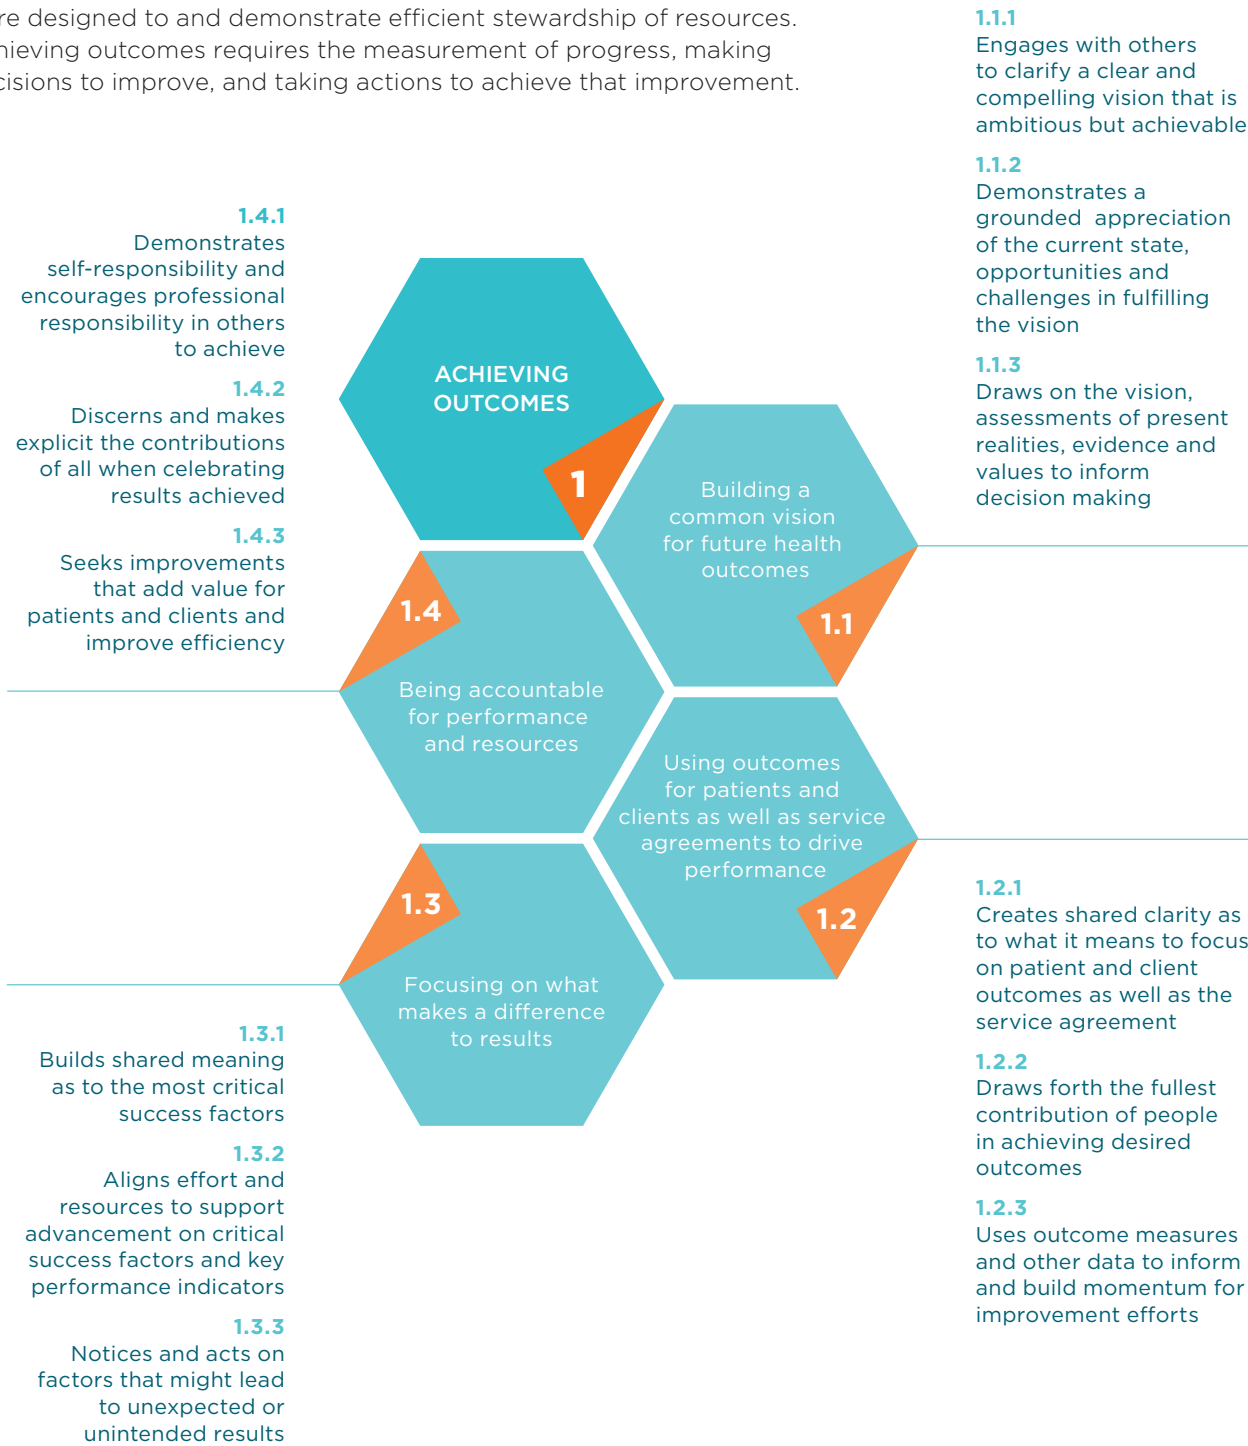 re designed to and demonstrate efficient stewardship of resources.
hieving outcomes requires the measurement of progress, making
cisions to improve, and taking actions to achieve that improvement.
ACHIEVING
OUTCOMES
1
1.1
Building a
common vision
for future health
outcomes
1.1.1
Engages with others
to clarify a clear and
compelling vision that is
ambitious but achievable
1.1.2
Demonstrates a
grounded appreciation
of the current state,
opportunities and
challenges in fulfilling
the vision
1.1.3
Draws on the vision,
assessments of present
realities, evidence and
values to inform
decision making
1.2
Using outcomes
for patients and
clients as well as service
agreements to drive
performance
1.2.1
Creates shared clarity as
to what it means to focus
on patient and client
outcomes as well as the
service agreement
1.2.2
Draws forth the fullest
contribution of people
in achieving desired
outcomes
1.2.3
Uses outcome measures
and other data to inform
and build momentum for
improvement efforts
1.3
Focusing on what
makes a difference
to results
1.3.1
Builds shared meaning
as to the most critical
success factors
1.3.2
Aligns effort and
resources to support
advancement on critical
success factors and key
performance indicators
1.3.3
Notices and acts on
factors that might lead
to unexpected or
unintended results
1.4
Being accountable
for performance
and resources
1.4.1
Demonstrates
self-responsibility and
encourages professional
responsibility in others
to achieve
1.4.2
Discerns and makes
explicit the contributions
of all when celebrating
results achieved
1.4.3
Seeks improvements
that add value for
patients and clients and
improve efficiency